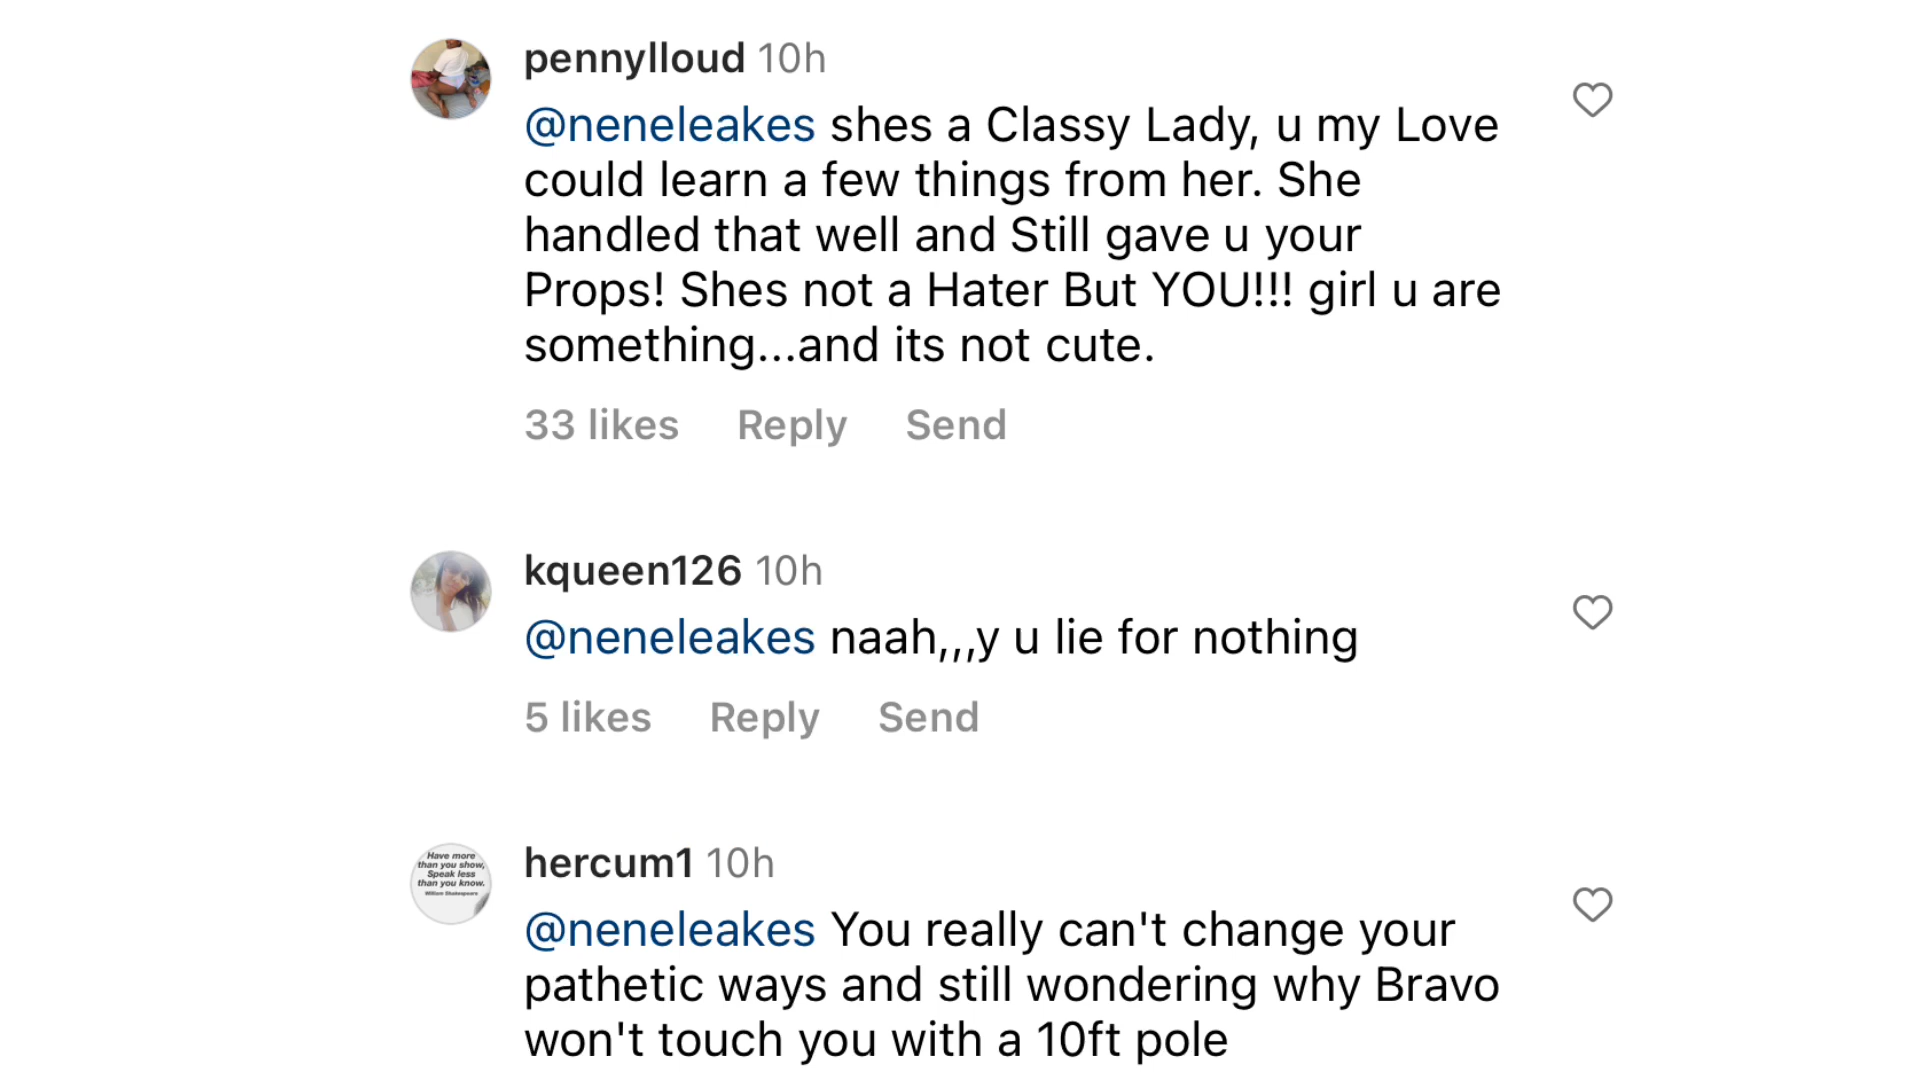 pennylloud 10h
@neneleakes shes a Classy Lady, u my Love
could learn a few things from her. She
handled that well and Still gave u your
Props! Shes not a Hater But YOU!!! girl u are
something...and its not cute.
33 likes Reply Send
kqueen126 10h
@neneleakes naah,,,y u lie for nothing
5 likes Reply Send
Have more
than you show,
Speak less
than you know.
William Shakespeare
hercum1 10h
@neneleakes You really can't change your
pathetic ways and still wondering why Bravo
won't touch you with a 10ft pole